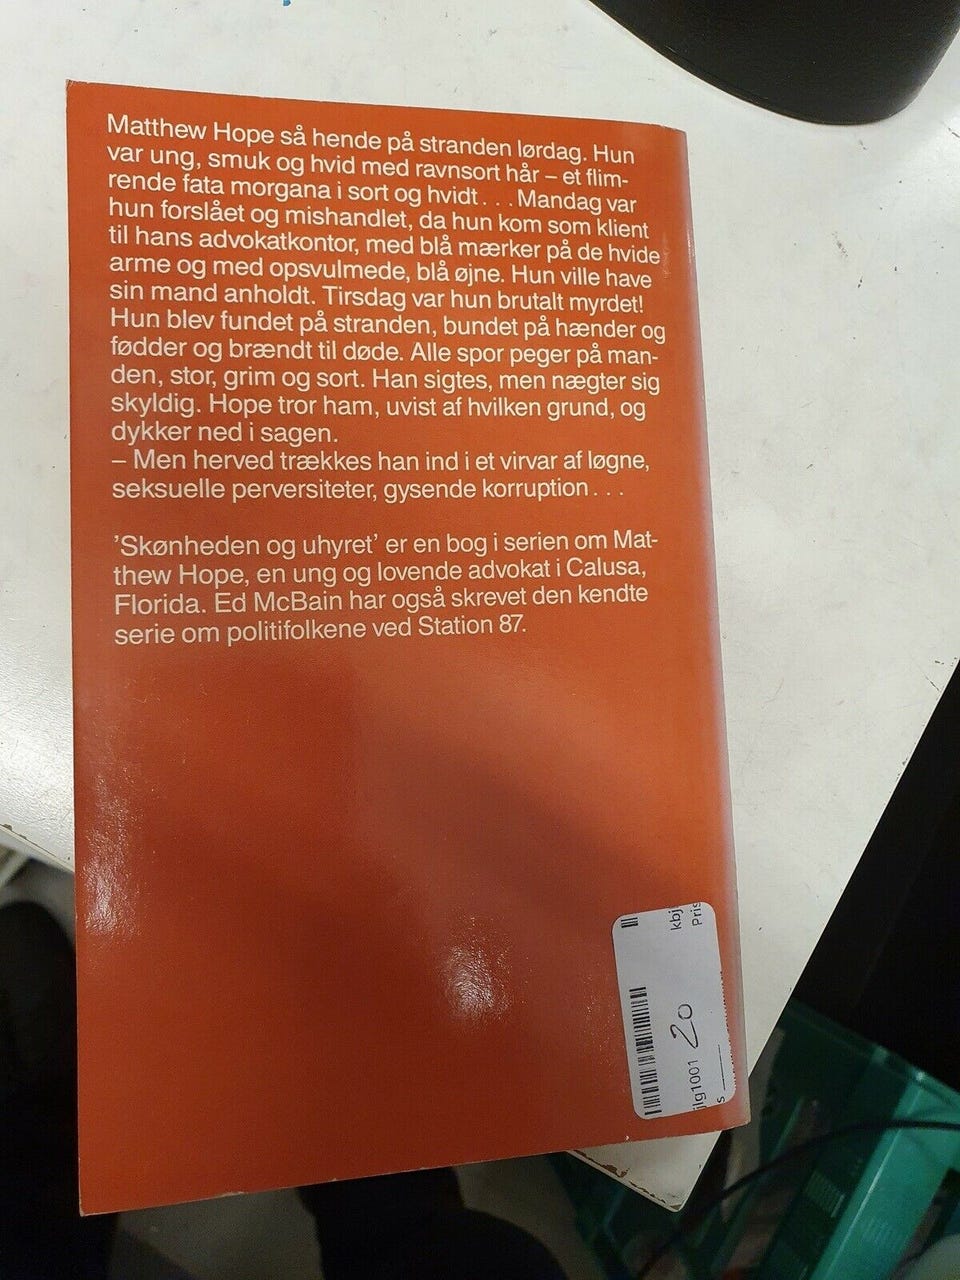 Matthew Hope så hende på stranden lørdag. Hun
var ung, smuk og hvid med ravnsort hår – et flim-
rende fata morgana i sort og hvidt . . . Mandag var
hun forslået og mishandlet, da hun kom som klient
til hans advokatkontor, med blå mærker på de hvide
arme og med opsvulmede, blå øjne. Hun ville have
sin mand anholdt. Tirsdag var hun brutalt myrdet!
Hun blev fundet på stranden, bundet på hænder og
fødder og brændt til døde. Alle spor peger på man-
den, stor, grim og sort. Han sigtes, men nægter sig
skyldig. Hope tror ham, uvist af hvilken grund, og
dykker ned i sagen.
– Men herved trækkes han ind i et virvar af løgne,
seksuelle perversiteter, gysende korruption . . .
'Skønheden og uhyret' er en bog i serien om Mat-
thew Hope, en ung og lovende advokat i Calusa,
Florida. Ed McBain har også skrevet den kendte
serie om politifolkene ved Station 87.
jlg1001 20 kbj
s ____ Pris